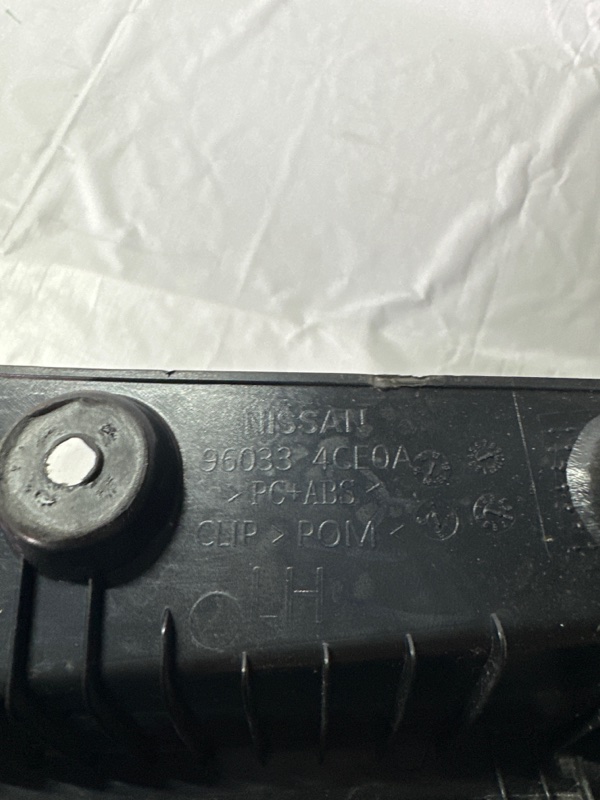 NISSAN
96033 4CE0A
> PC+ABS <
CLIP > POM <
LH